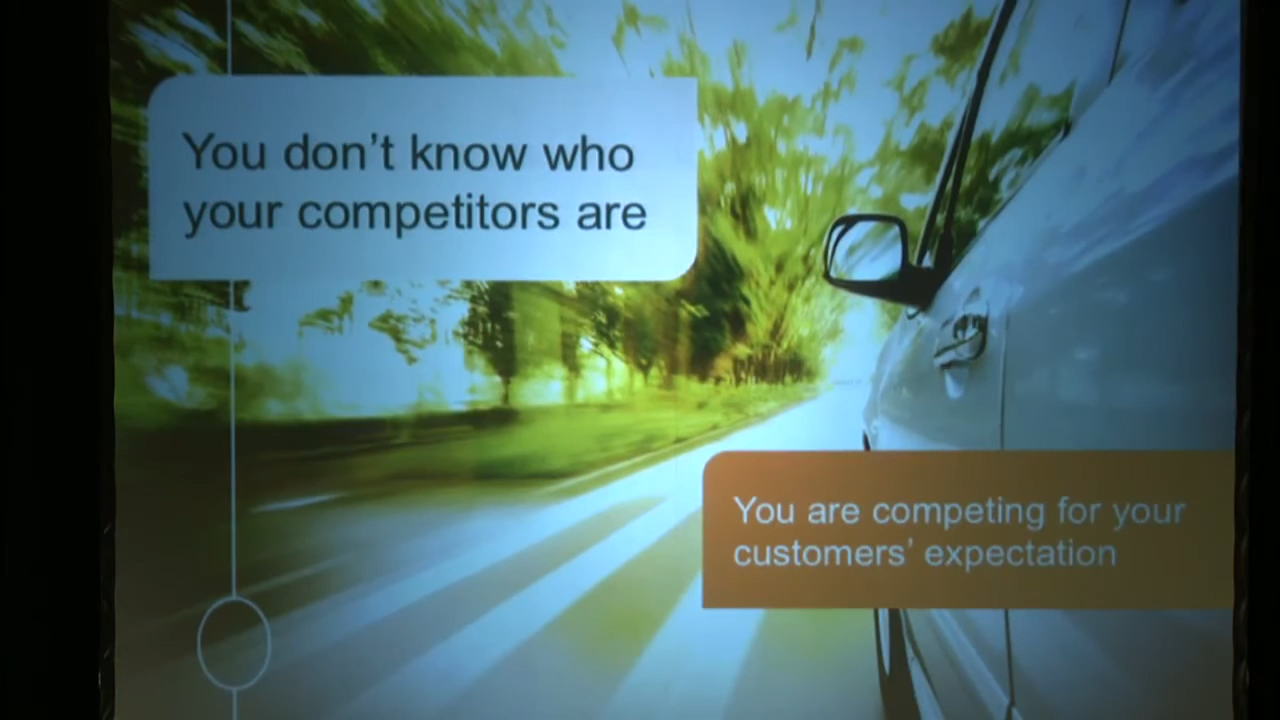 You don't know who
your competitors are
You are competing for your
customers' expectation